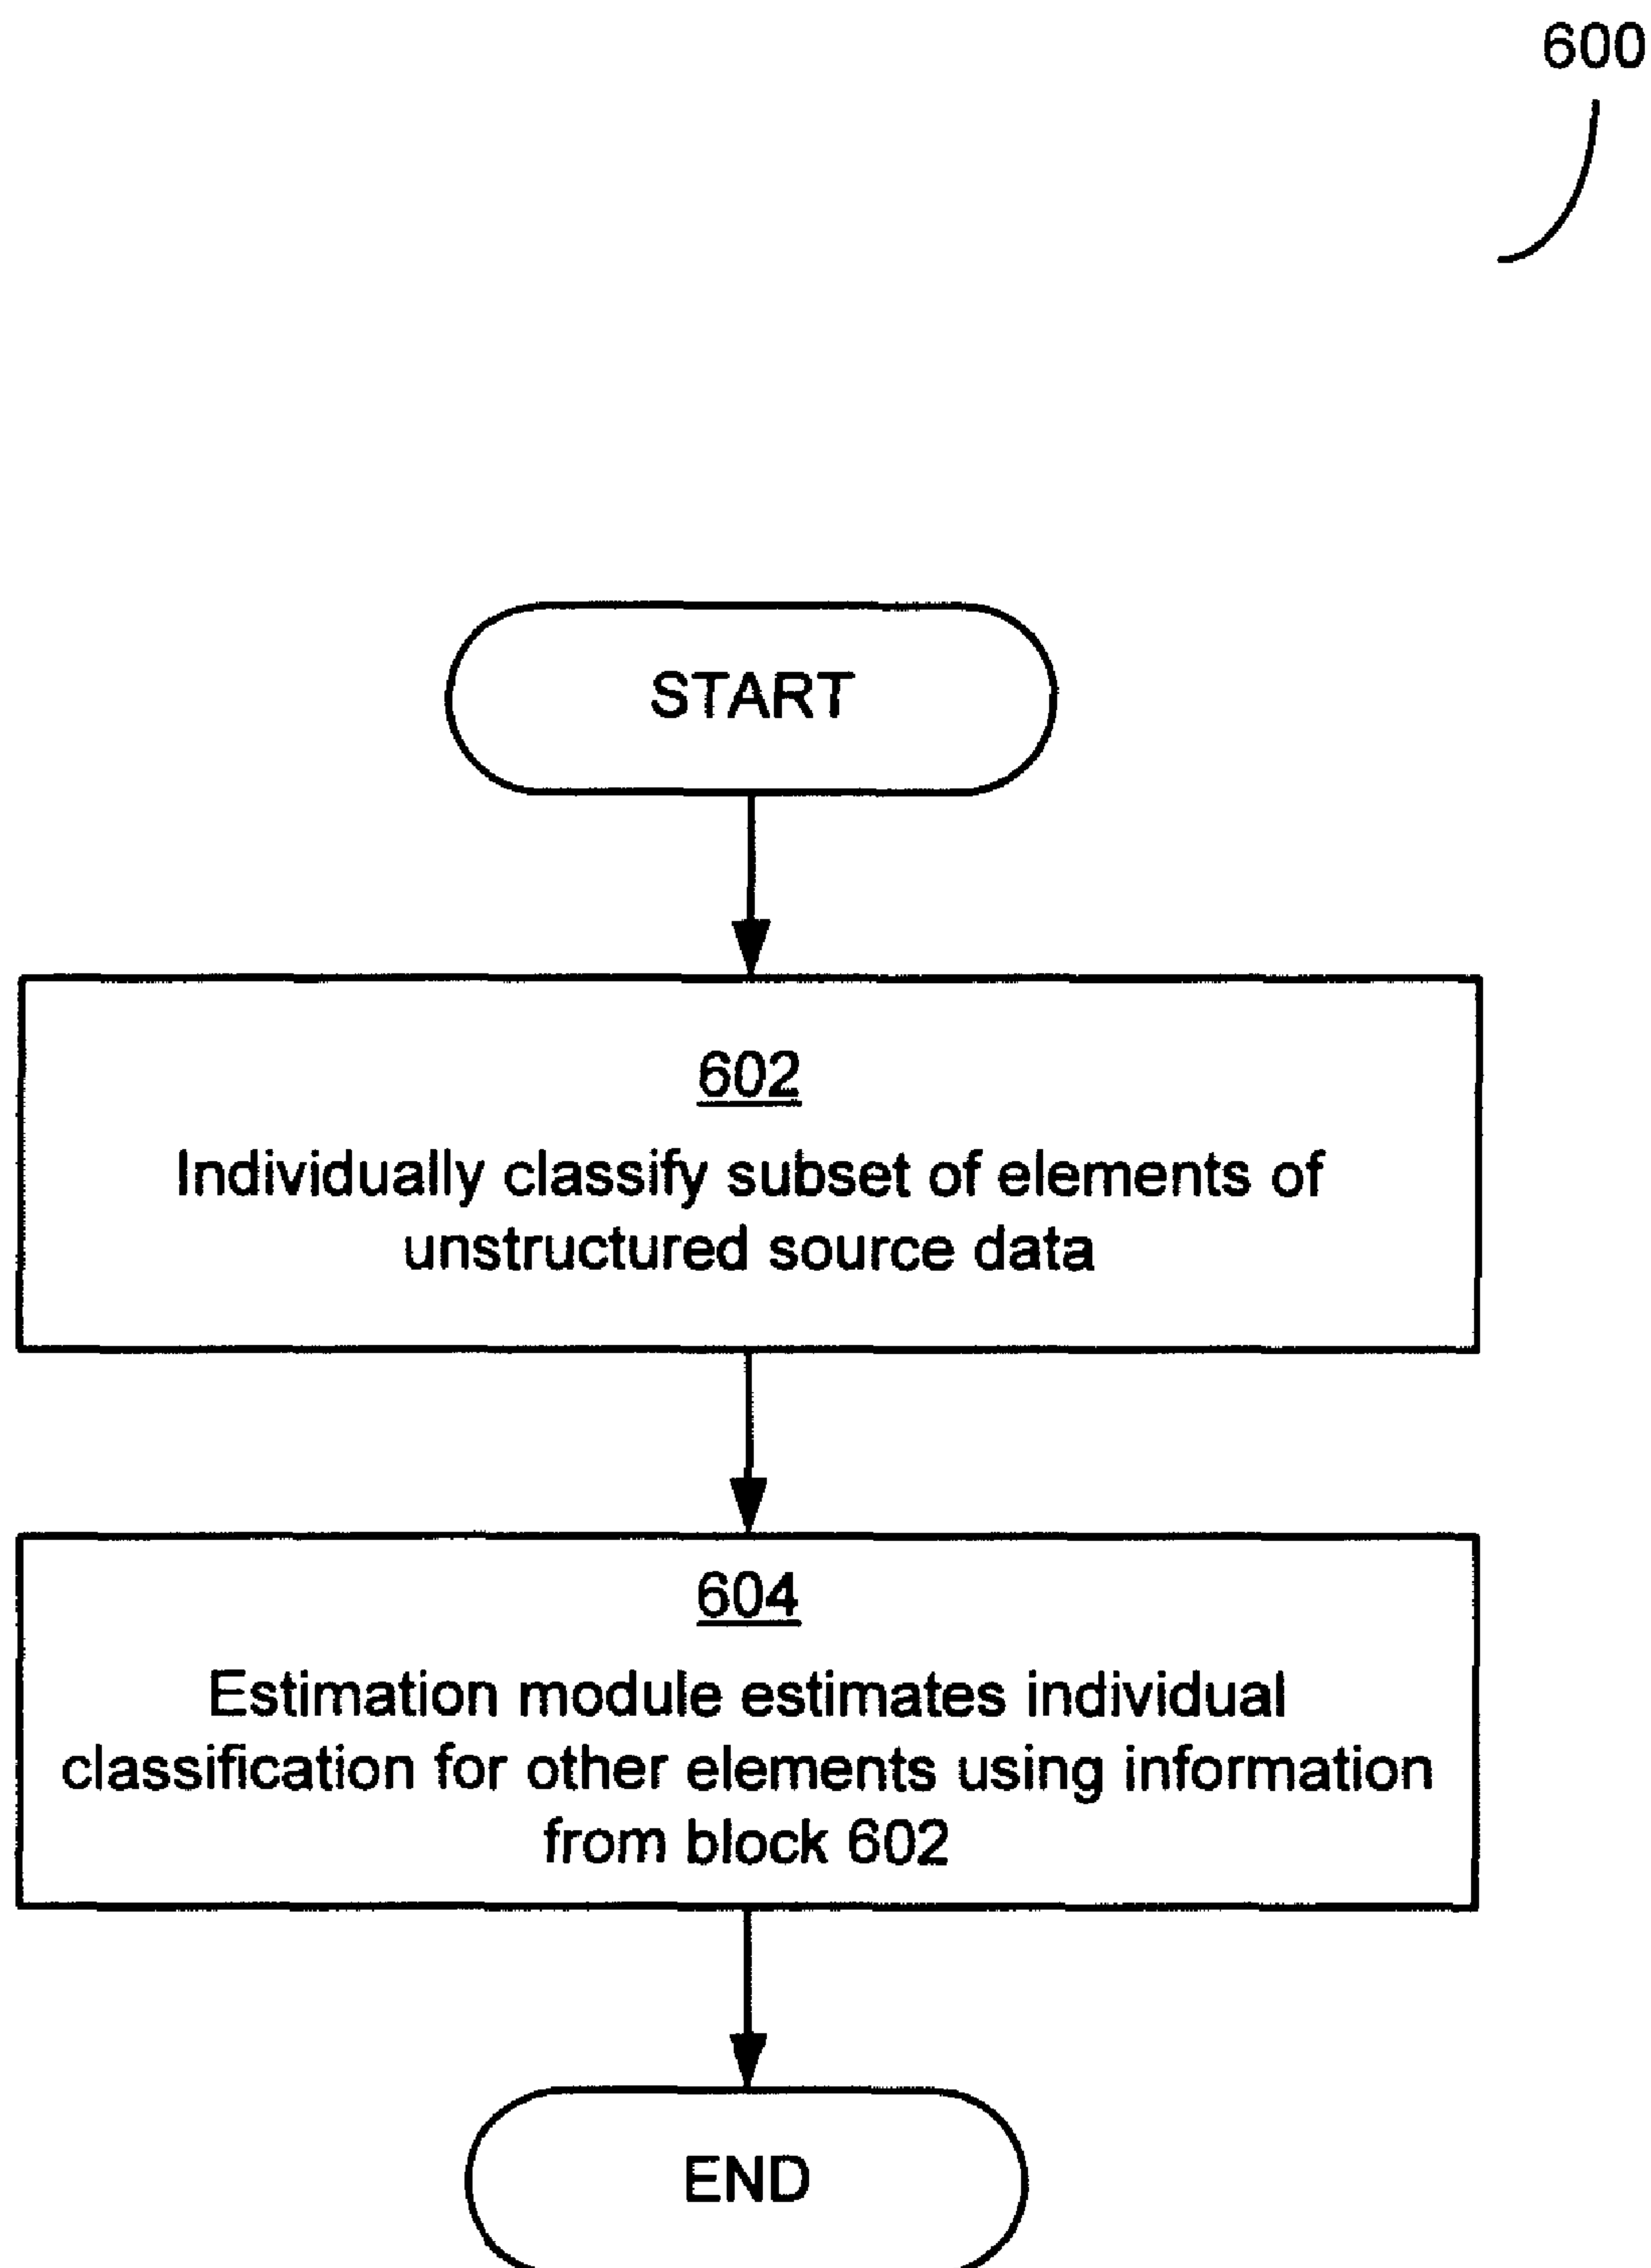 600
START
602
Individually classify subset of elements of
unstructured source data
604
Estimation module estimates individual
classification for other elements using information
from block 602
END